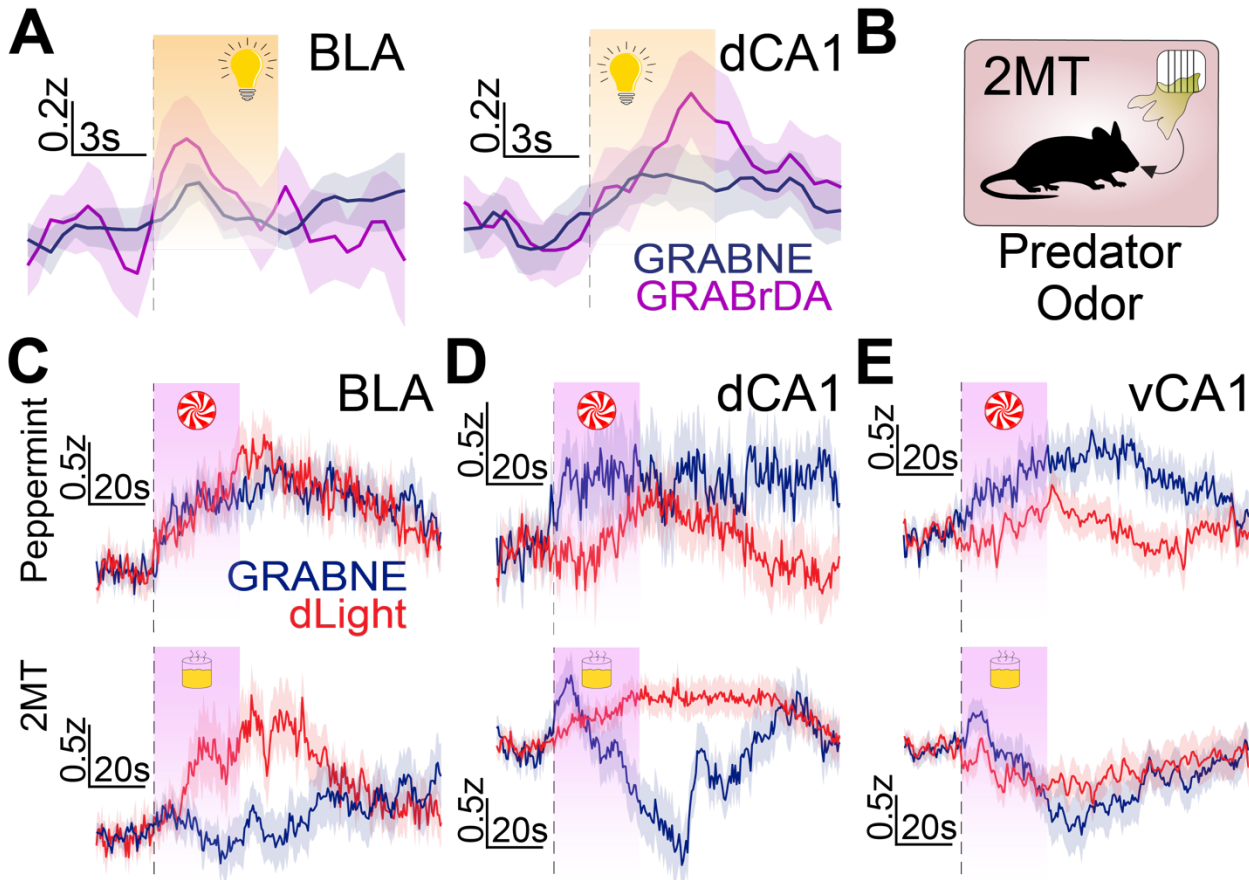 A
BLA
0.2z
3s
dCA1
0.2z
3s
GRABNE
GRABrDA
B
2MT
Predator
Odor
C
BLA
Peppermint
0.5z
20s
GRABNE
dLight
D
dCA1
0.5z
20s
E
vCA1
0.5z
20s
2MT
0.5z
20s
0.5z
20s
0.5z
20s